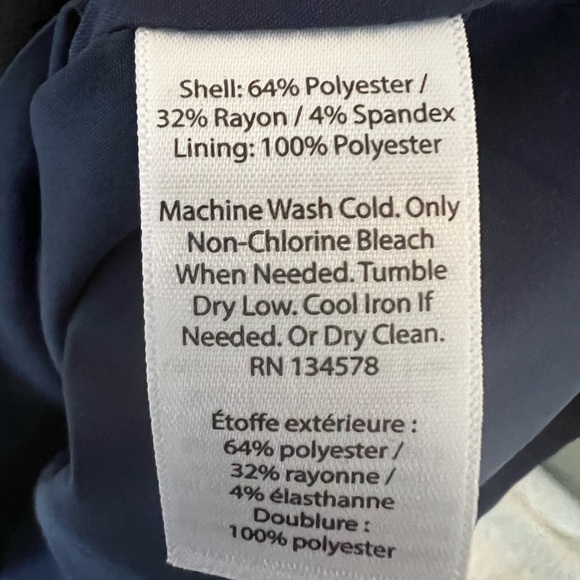 Shell: 64% Polyester /
32% Rayon / 4% Spandex
Lining: 100% Polyester
Machine Wash Cold. Only
Non-Chlorine Bleach
When Needed. Tumble
Dry Low. Cool Iron If
Needed. Or Dry Clean.
RN 134578
Étoffe extérieure :
64% polyester /
32% rayonne /
4% élasthanne
Doublure :
100% polyester